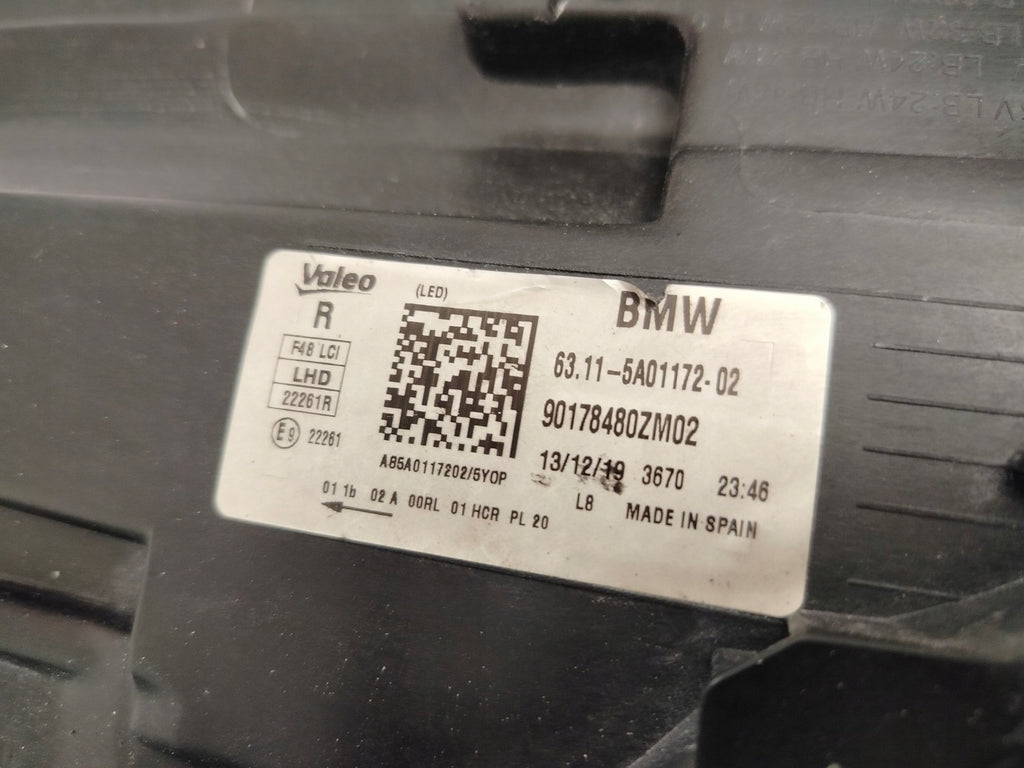 Valeo
R
F48 LCI
LHD
22261R
E9 22261
(LED)
A85A0117202/5YOP
01 1b 02 A 00RL 01 HCR PL 20
BMW
63.11-5A01172-02
90178480ZM02
13/12/19 3670 23:46
L8 MADE IN SPAIN